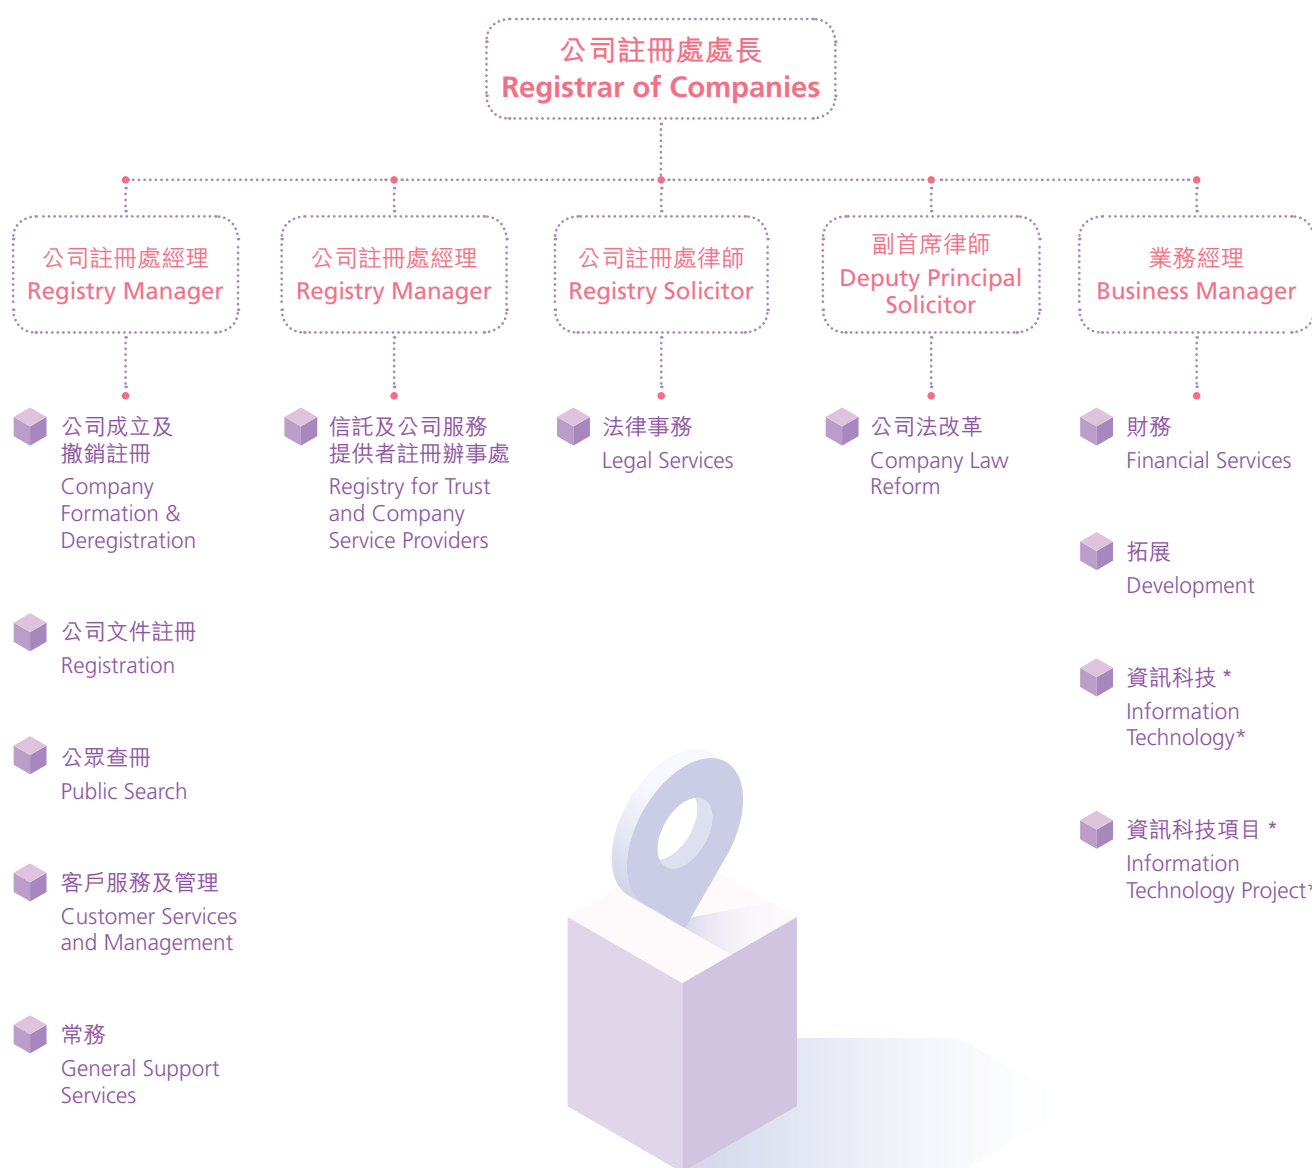 公司註冊處處長
Registrar of Companies
公司註冊處經理
Registry Manager
公司註冊處經理
Registry Manager
公司註冊處律師
Registry Solicitor
副首席律師
Deputy Principal
Solicitor
業務經理
Business Manager
公司成立及
撤銷註冊
Company
Formation &
Deregistration
公司文件註冊
Registration
公眾查冊
Public Search
客戶服務及管理
Customer Services
and Management
常務
General Support
Services
信託及公司服務
提供者註冊辦事處
Registry for Trust
and Company
Service Providers
法律事務
Legal Services
公司法改革
Company Law
Reform
財務
Financial Services
拓展
Development
資訊科技 *
Information
Technology*
資訊科技項目 *
Information
Technology Project*